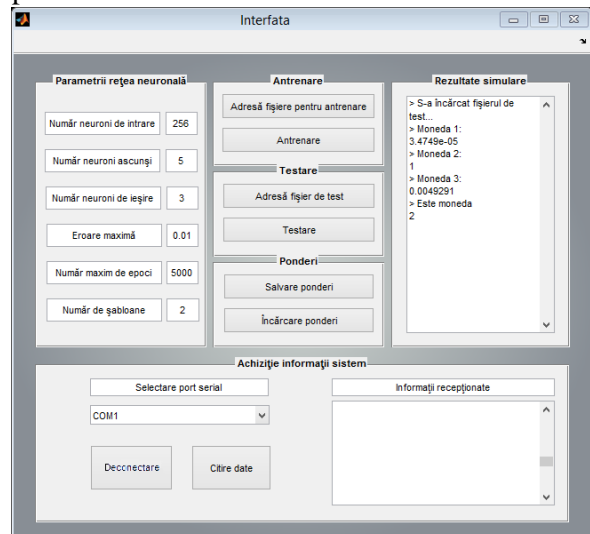 Interfata
Parametrii reţea neuronală
Număr neuroni de intrare 256
Număr neuroni ascunşi 5
Număr neuroni de ieşire 3
Eroare maximă 0.01
Număr maxim de epoci 5000
Număr de şabloane 2
Antrenare
Adresă fişiere pentru antrenare
Antrenare
Testare
Adresă fişier de test
Testare
Ponderi
Salvare ponderi
Încărcare ponderi
Rezultate simulare
> S-a încărcat fişierul de
test...
> Moneda 1:
3.4749e-05
> Moneda 2:
1
> Moneda 3:
0.0049291
> Este moneda
2
Achiziţie informaţii sistem
Selectare port serial
COM1
Deconectare
Citire date
Informaţii recepţionate